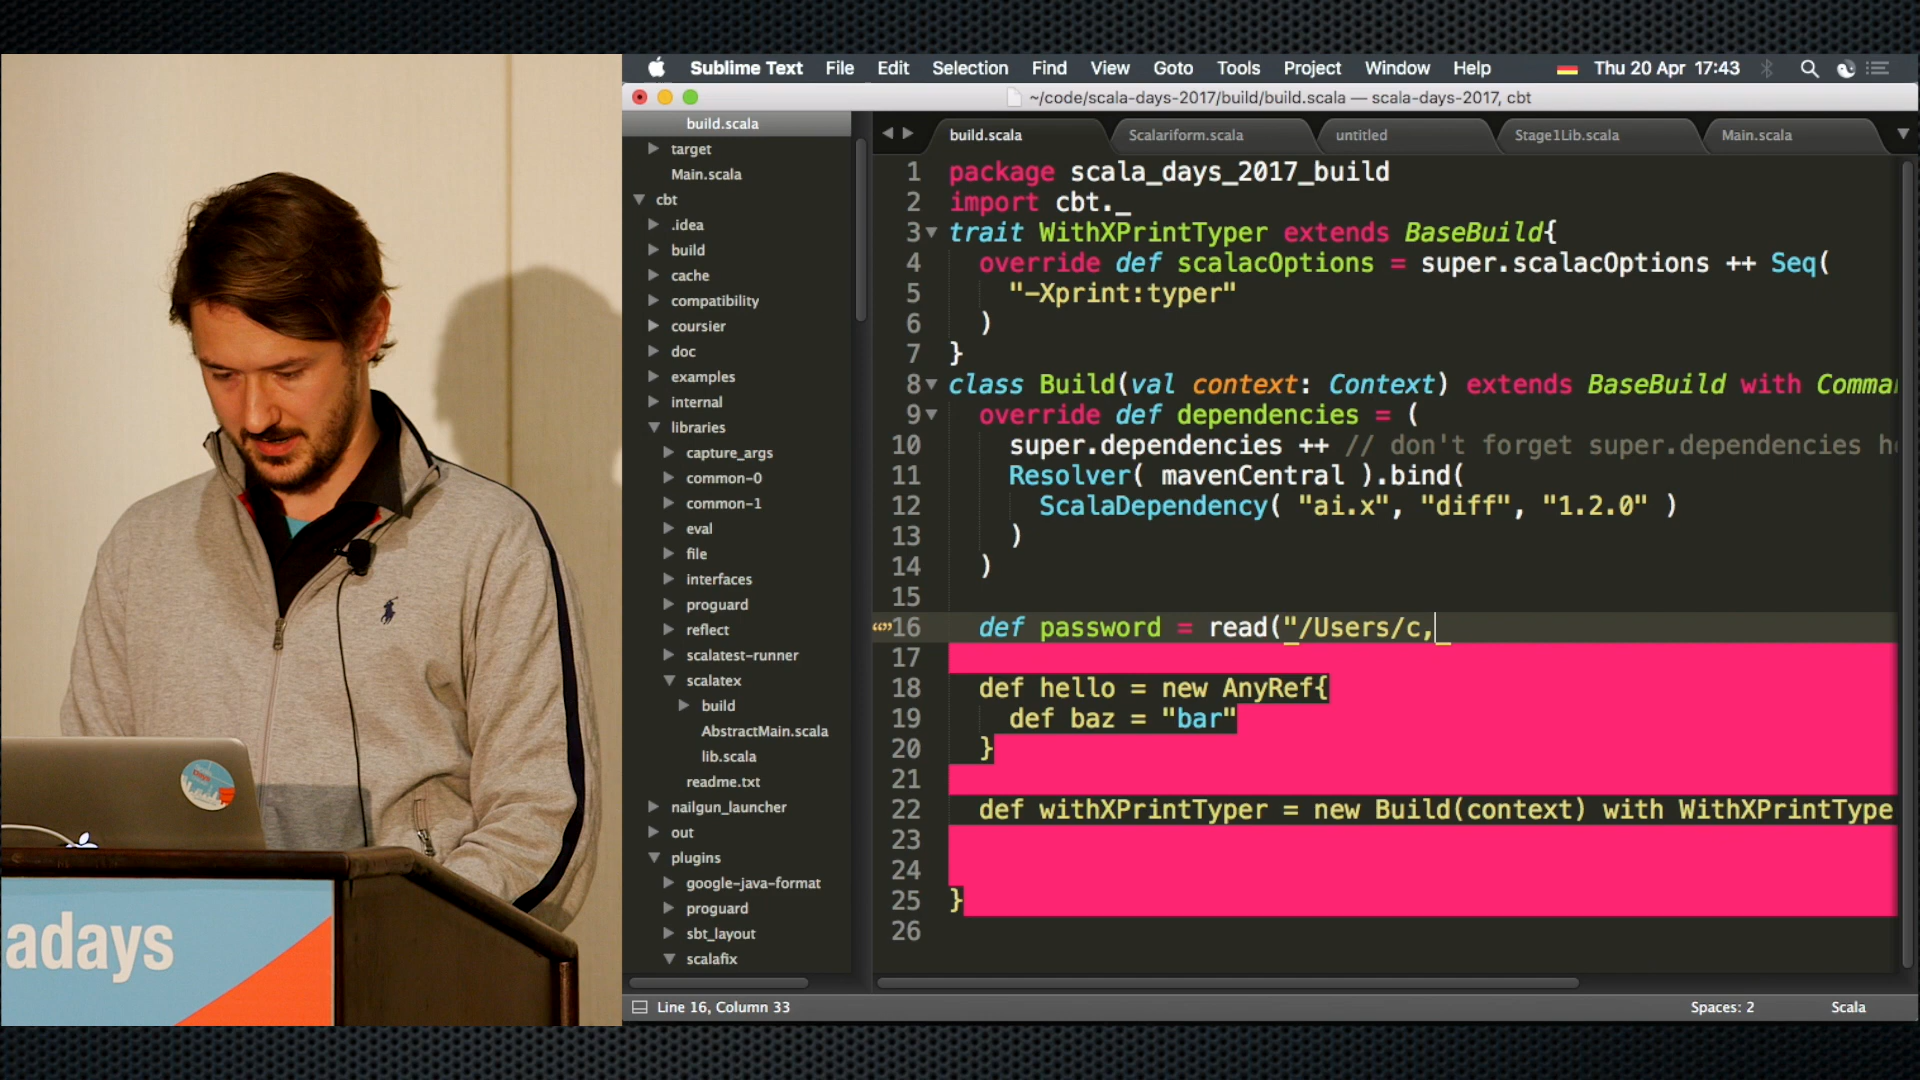 Sublime Text File Edit Selection Find View Goto Tools Project Window Help Thu 20 Apr 17:43
~/code/scala-days-2017/build/build.scala — scala-days-2017, cbt
build.scala
target
Main.scala
cbt
.idea
build
cache
compatibility
coursier
doc
examples
internal
libraries
capture_args
common-0
common-1
eval
file
interfaces
proguard
reflect
scalatest-runner
scalatex
build
AbstractMain.scala
lib.scala
readme.txt
nailgun_launcher
out
plugins
google-java-format
proguard
sbt_layout
scalafix
build.scala Scalariform.scala untitled Stage1Lib.scala Main.scala
1 package scala_days_2017_build
2 import cbt._
3 trait WithXPrintTyper extends BaseBuild{
4 override def scalacOptions = super.scalacOptions ++ Seq(
5 "-Xprint:typer"
6 )
7 }
8 class Build(val context: Context) extends BaseBuild with Comma
9 override def dependencies = (
10 super.dependencies ++ // don't forget super.dependencies h
11 Resolver( mavenCentral ).bind(
12 ScalaDependency( "ai.x", "diff", "1.2.0" )
13 )
14 )
15
16 def password = read("/Users/c,
17
18 def hello = new AnyRef{
19 def baz = "bar"
20 }
21
22 def withXPrintTyper = new Build(context) with WithXPrintType
23
24
25 }
26
Line 16, Column 33 Spaces: 2 Scala
adays